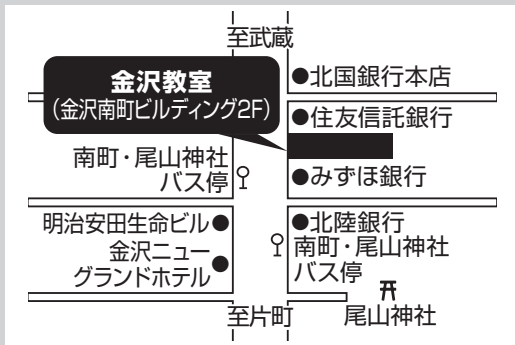 至武蔵
金沢教室
(金沢南町ビルディング2F)
●北国銀行本店
●住友信託銀行
南町・尾山神社
バス停
●みずほ銀行
明治安田生命ビル●
金沢ニュー
グランドホテル●
●北陸銀行
南町・尾山神社
バス停
至片町
尾山神社